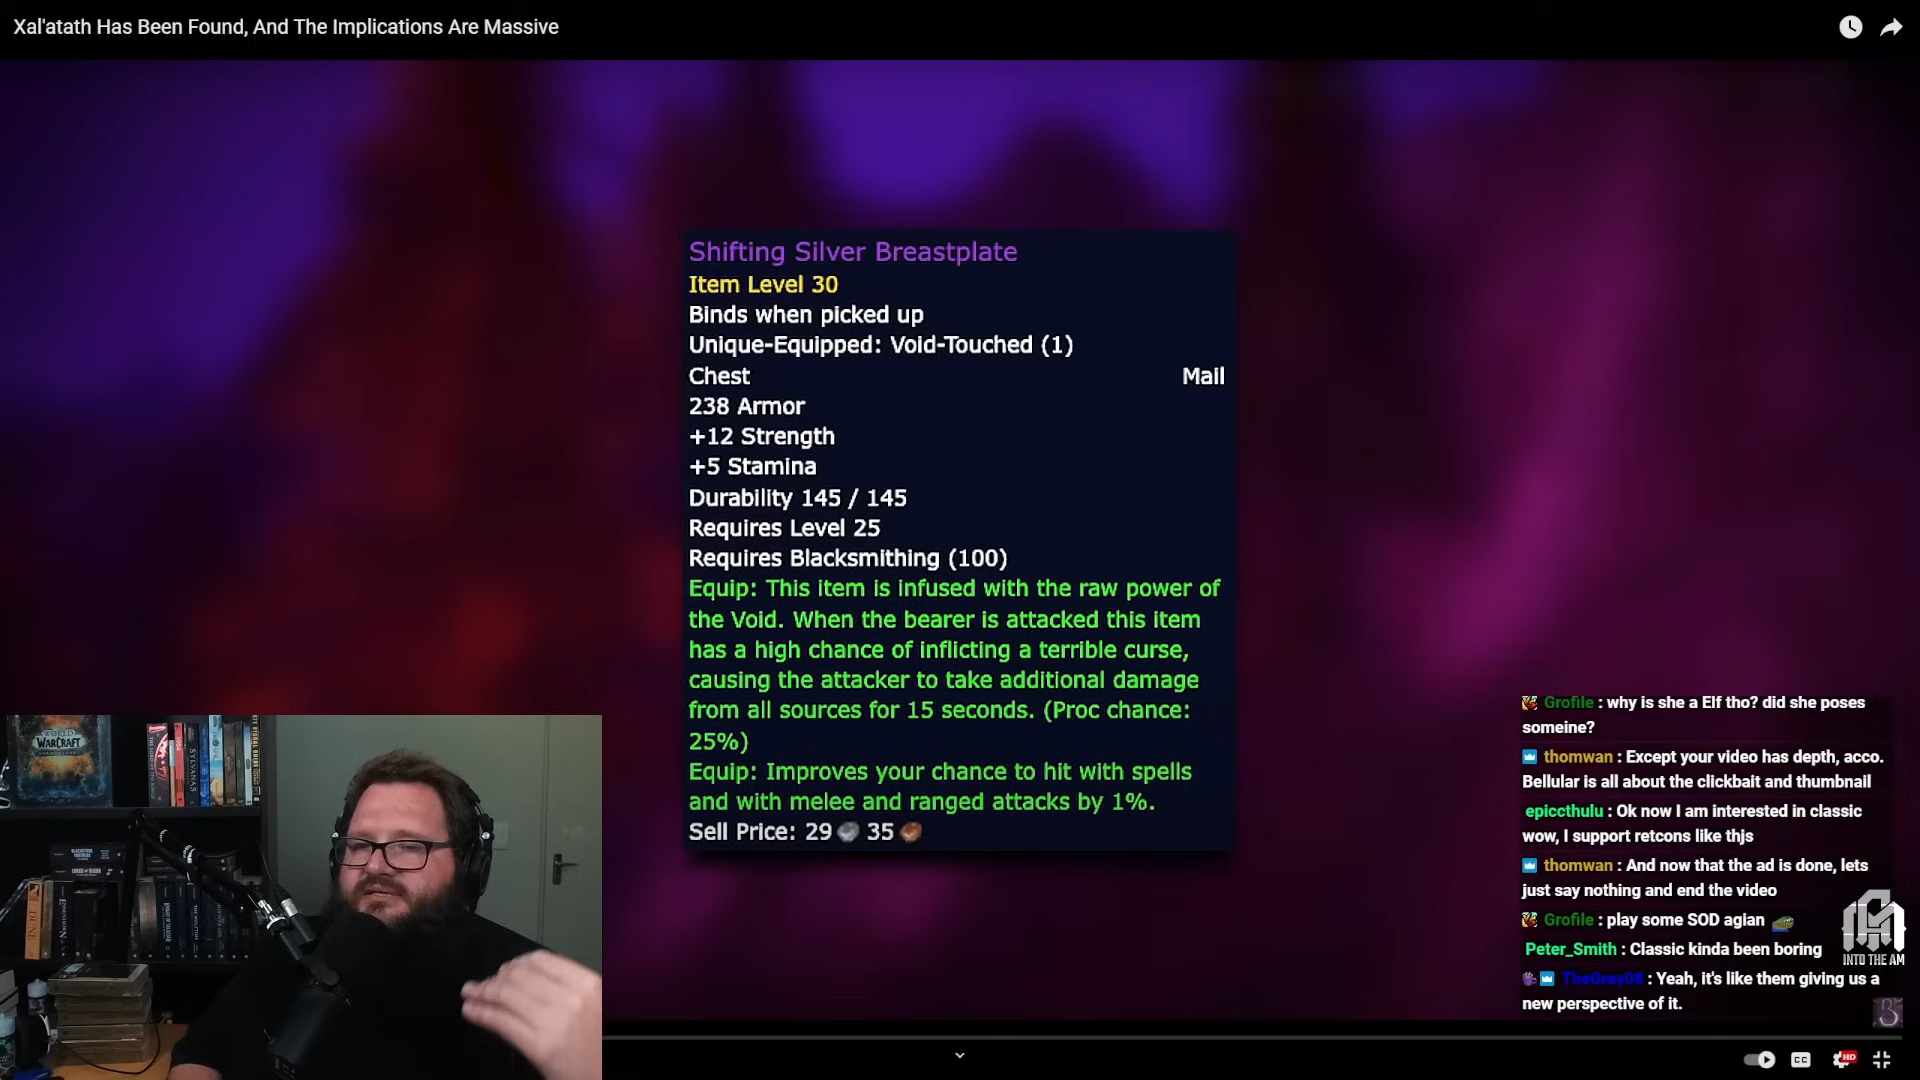 Xal'atath Has Been Found, And The Implications Are Massive
Shifting Silver Breastplate
Item Level 30
Binds when picked up
Unique-Equipped: Void-Touched (1)
Chest Mail
238 Armor
+12 Strength
+5 Stamina
Durability 145 / 145
Requires Level 25
Requires Blacksmithing (100)
Equip: This item is infused with the raw power of
the Void. When the bearer is attacked this item
has a high chance of inflicting a terrible curse,
causing the attacker to take additional damage
from all sources for 15 seconds. (Proc chance:
25%)
Equip: Improves your chance to hit with spells
and with melee and ranged attacks by 1%.
Sell Price: 29 35
WARCRAFT
SYLVANAS
DUNE
Grofile : why is she a Elf tho? did she poses
someine?
thomwan : Except your video has depth, acco.
Bellular is all about the clickbait and thumbnail
epiccthulu : Ok now I am interested in classic
wow, I support retcons like thjs
thomwan : And now that the ad is done, lets
just say nothing and end the video
Grofile : play some SOD agian
Peter_Smith : Classic kinda been boring
TheGrey08 : Yeah, it's like them giving us a
new perspective of it.
INTO THE AM
B
CC
HD